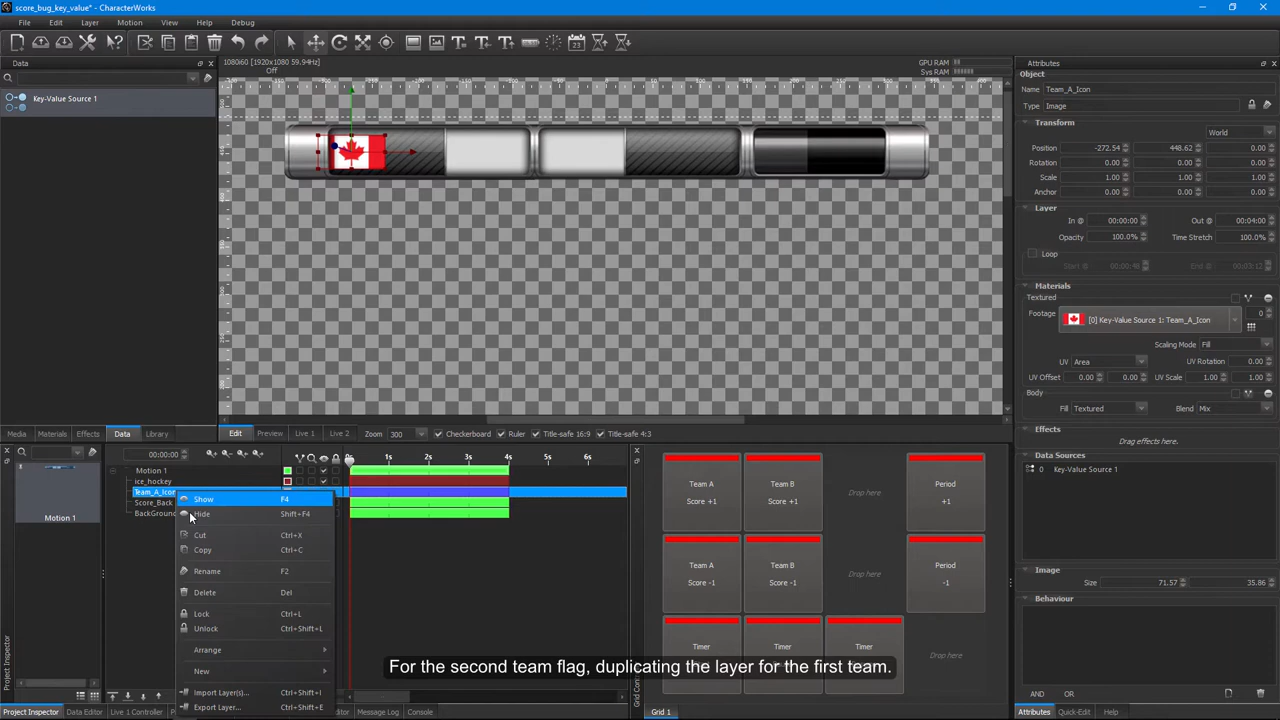 score_bug_key_value* - CharacterWorks
File Edit Layer Motion View Hub Debug
Data
Key-Value Source 1
1080i60 [1920x1080 59.94Hz]
Off
GPU RAM
Sys RAM
Media Materials Effects Data Library
Edit Preview Live 1 Live 2 Zoom 300 Checkerboard Ruler Title-safe 16:9 Title-safe 4:3
Attributes
Object
Name Team_A_Icon
Type Image
Transform
World
Position -272.54 448.62 0.00
Rotation 0.00 0.00 0.00
Scale 1.00 1.00 1.00
Anchor 0.00 0.00 0.00
Layer
In @ 00:00:00 Out @ 00:04:00
Opacity 100.0% Time Stretch 100.0%
Loop
Start @ 00:00:48 End @ 00:03:12
Materials
Textured
Footage [0] Key-Value Source 1: Team_A_Icon 0
Scaling Mode Fill
UV Area UV Rotation 0.00
UV Offset 0.00 0.00 UV Scale 1.00 1.00
Body
Fill Textured Blend Mix
Effects
Drag effects here.
Data Sources
0 Key-Value Source 1
Image
Size 71.57 35.86
Behaviour
AND OR
Attributes Quick-Edit Help
Motion 1
00:00:00
0s 1s 2s 3s 4s 5s 6s
Motion 1
ice_hockey
Team_A_Icon
Score_Back
BackGround
Show F4
Hide Shift+F4
Cut Ctrl+X
Copy Ctrl+C
Rename F2
Delete Del
Lock Ctrl+L
Unlock Ctrl+Shift+L
Arrange
New
Import Layer(s)... Ctrl+Shift+I
Export Layer... Ctrl+Shift+E
Team A
Score +1
Team B
Score +1
Drop here
Period
+1
Team A
Score -1
Team B
Score -1
Drop here
Period
-1
Timer
Timer
Timer
Drop here
For the second team flag, duplicating the layer for the first team.
Project Inspector
Project Inspector Data Editor Live 1 Controller Message Log Console
Grid 1